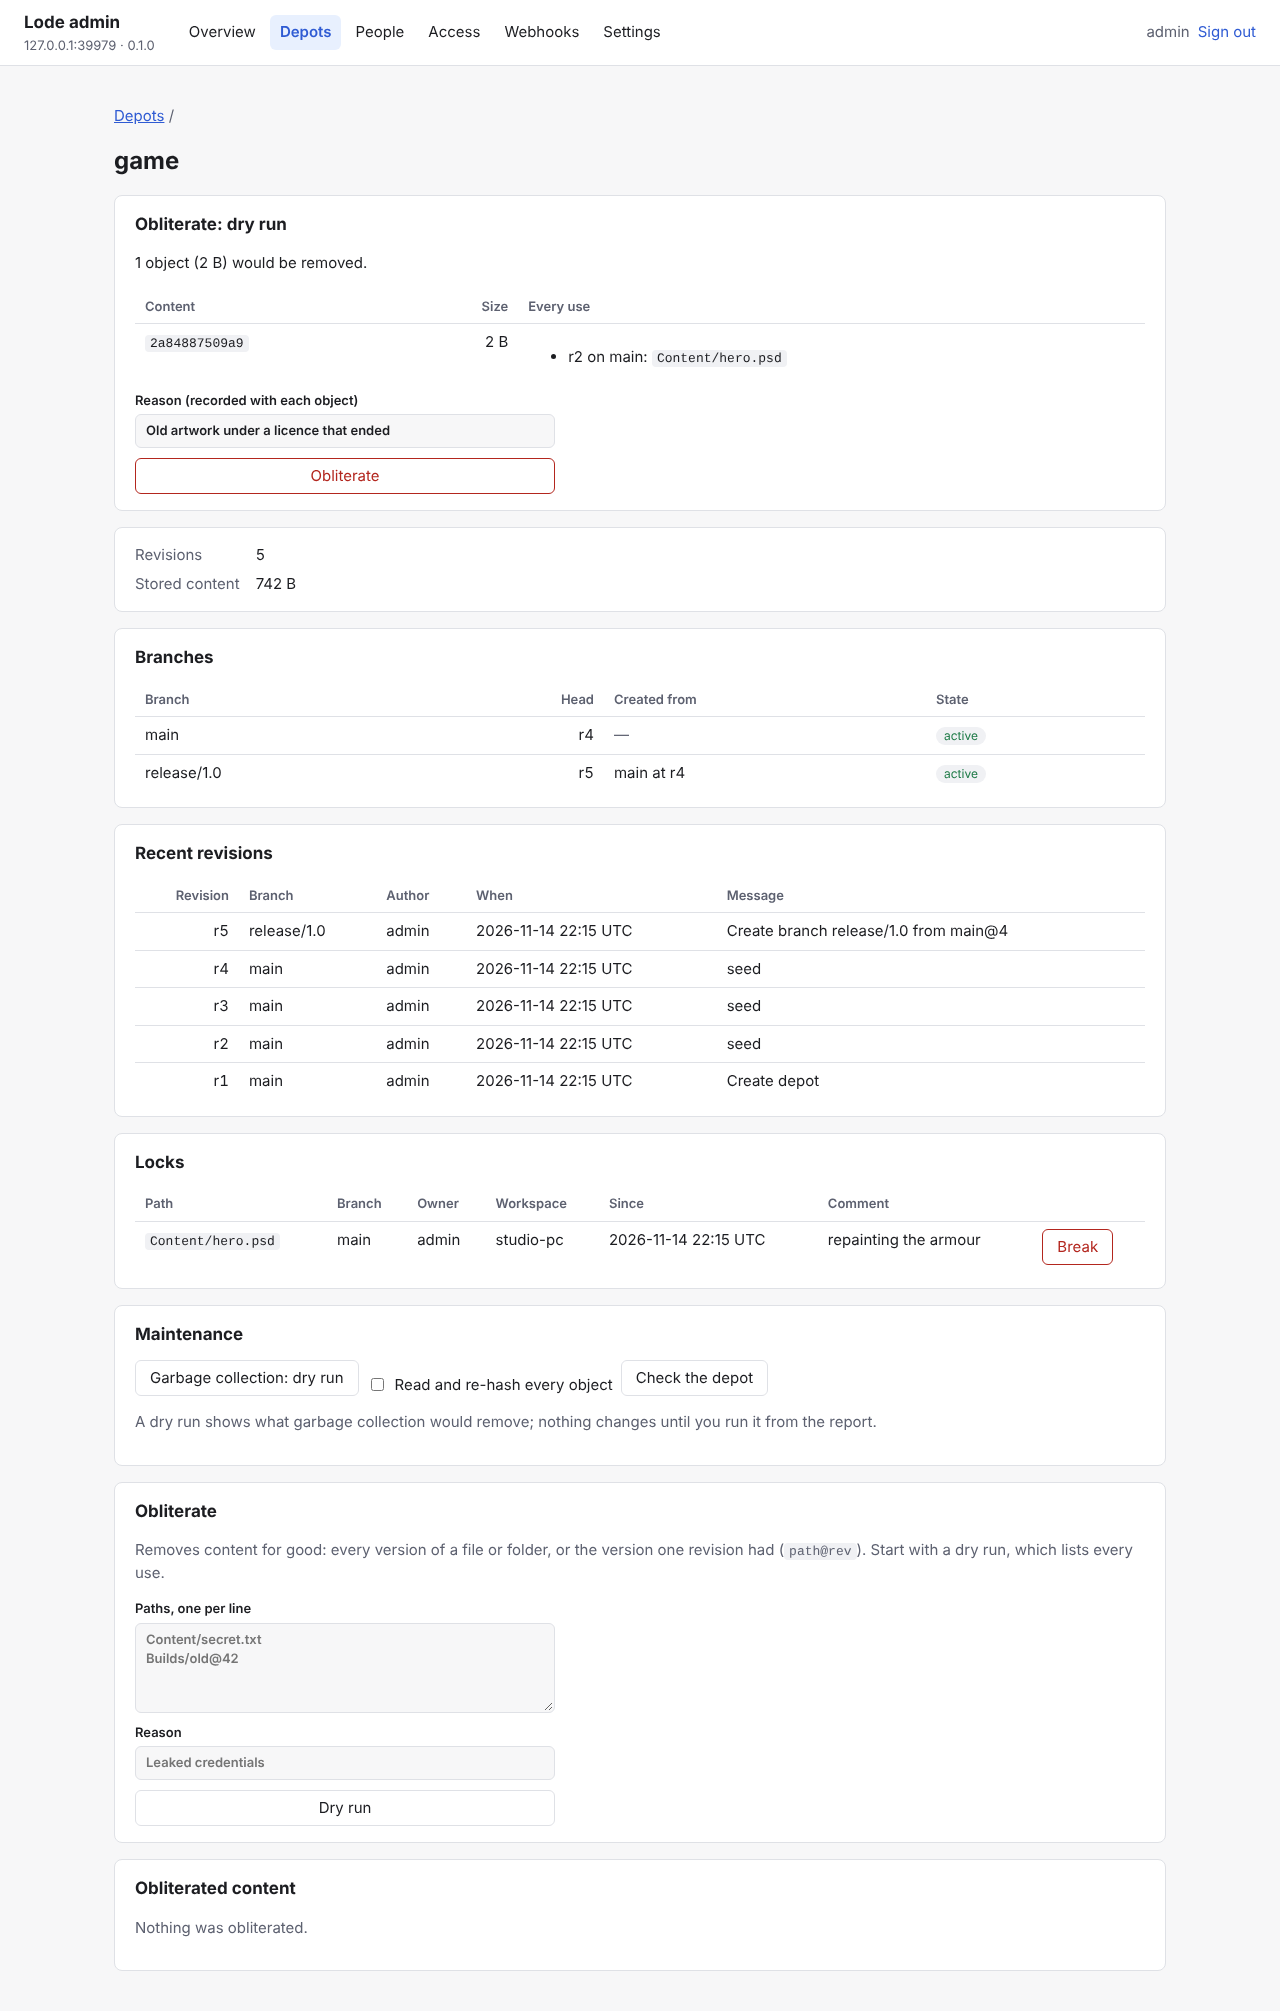 Lode admin
127.0.0.1:39979 · 0.1.0
Overview
Depots
People
Access
Webhooks
Settings
admin Sign out
Depots /
game
Obliterate: dry run
1 object (2 B) would be removed.
Content Size Every use
2a84887509a9 2 B • r2 on main: Content/hero.psd
Reason (recorded with each object)
Old artwork under a licence that ended
Obliterate
Revisions 5
Stored content 742 B
Branches
Branch Head Created from State
main r4 — active
release/1.0 r5 main at r4 active
Recent revisions
Revision Branch Author When Message
r5 release/1.0 admin 2026-11-14 22:15 UTC Create branch release/1.0 from main@4
r4 main admin 2026-11-14 22:15 UTC seed
r3 main admin 2026-11-14 22:15 UTC seed
r2 main admin 2026-11-14 22:15 UTC seed
r1 main admin 2026-11-14 22:15 UTC Create depot
Locks
Path Branch Owner Workspace Since Comment
Content/hero.psd main admin studio-pc 2026-11-14 22:15 UTC repainting the armour Break
Maintenance
Garbage collection: dry run Read and re-hash every object Check the depot
A dry run shows what garbage collection would remove; nothing changes until you run it from the report.
Obliterate
Removes content for good: every version of a file or folder, or the version one revision had (path@rev). Start with a dry run, which lists every
use.
Paths, one per line
Content/secret.txt
Builds/old@42
Reason
Leaked credentials
Dry run
Obliterated content
Nothing was obliterated.